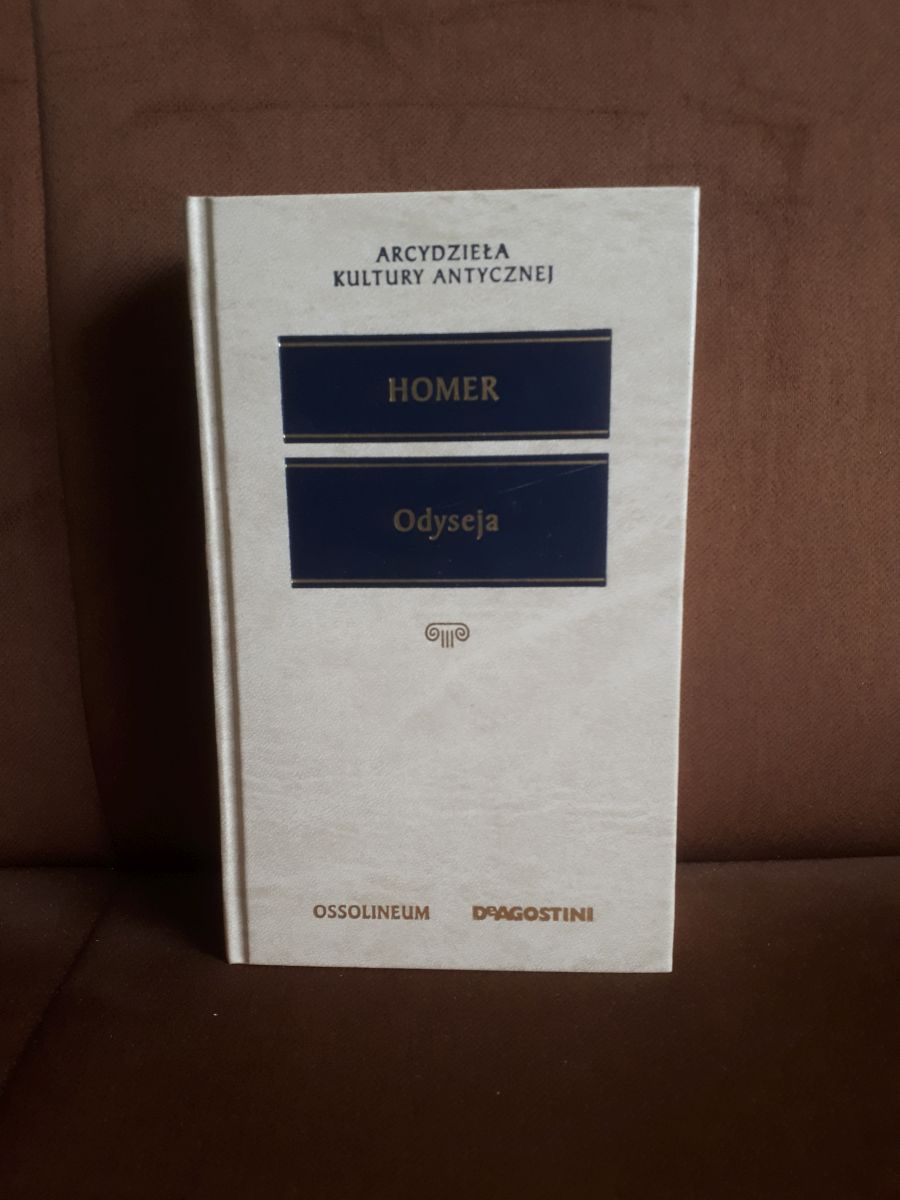 ARCYDZIEŁA
KULTURY ANTYCZNEJ
HOMER
Odyseja
OSSOLINEUM DeAGOSTINI